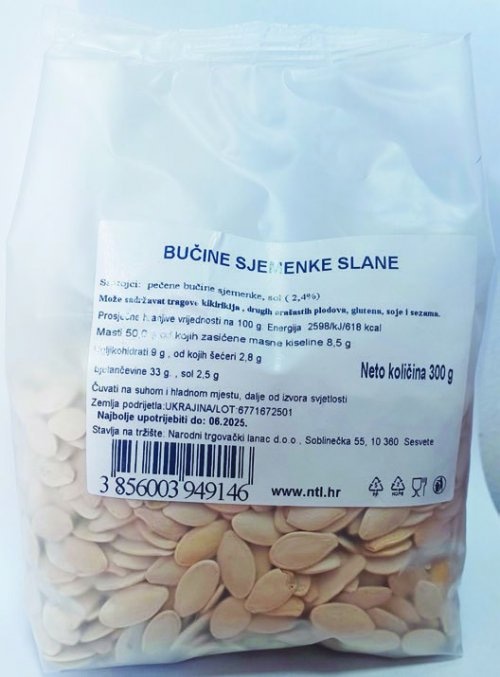 BUČINE SJEMENKE SLANE
pečene bučine sjemenke, sol ( 2,4%)
Može sadržavat tragove kikirikija , drugih orašastih plodova, glutena, soje i sezama.
Prosječne hranjive vrijednosti na 100 g Energija 2598/kJ/618 kcal
Masti 50,0 g od kojih zasićene masne kiseline 8,5 g
9 g , od kojih šećeri 2,8 g
33 g. , sol 2,5 g
Neto količina 300 g
Čuvati na suhom i hladnom mjestu, dalje od izvora svjetlosti
Zemlja podrijetla:UKRAJINA/LOT:6771672501
Najbolje upotrijebiti do: 06.2025.
Stavlja na tržište: Narodni trgovački lanac d.o.o., Soblinečka 55, 10 360 Sesvete
3 856003 949146
www.ntl.hr